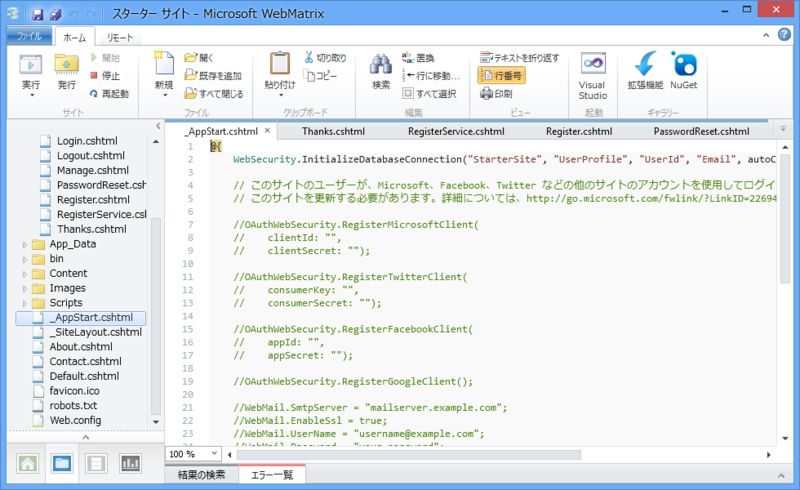 スターター サイト - Microsoft WebMatrix
ファイル
ホーム
リモート
実行
発行
開始
停止
再起動
サイト
新規
開く
既存を追加
すべて閉じる
ファイル
貼り付け
切り取り
コピー
クリップボード
検索
置換
行に移動...
すべて選択
編集
テキストを折り返す
行番号
印刷
ビュー
Visual Studio
起動
拡張機能
NuGet
ギャラリー
Login.cshtml
Logout.cshtml
Manage.cshtml
PasswordReset.cshtml
Register.cshtml
RegisterService.cshtml
Thanks.cshtml
App_Data
bin
Content
Images
Scripts
_AppStart.cshtml
_SiteLayout.cshtml
About.cshtml
Contact.cshtml
Default.cshtml
favicon.ico
robots.txt
Web.config
_AppStart.cshtml
Thanks.cshtml
RegisterService.cshtml
Register.cshtml
PasswordReset.cshtml
1 @{
2 WebSecurity.InitializeDatabaseConnection("StarterSite", "UserProfile", "UserId", "Email", autoC
3
4 // このサイトのユーザーが、Microsoft、Facebook、Twitter などの他のサイトのアカウントを使用してログイ
5 // このサイトを更新する必要があります。詳細については、http://go.microsoft.com/fwlink/?LinkID=22694
6
7 //OAuthWebSecurity.RegisterMicrosoftClient(
8 // clientId: "",
9 // clientSecret: "");
10
11 //OAuthWebSecurity.RegisterTwitterClient(
12 // consumerKey: "",
13 // consumerSecret: "");
14
15 //OAuthWebSecurity.RegisterFacebookClient(
16 // appId: "",
17 // appSecret: "");
18
19 //OAuthWebSecurity.RegisterGoogleClient();
20
21 //WebMail.SmtpServer = "mailserver.example.com";
22 //WebMail.EnableSsl = true;
23 //WebMail.UserName = "username@example.com";
24 //WebMail.Password = "your-password";
100 %
結果の検索
エラー一覧